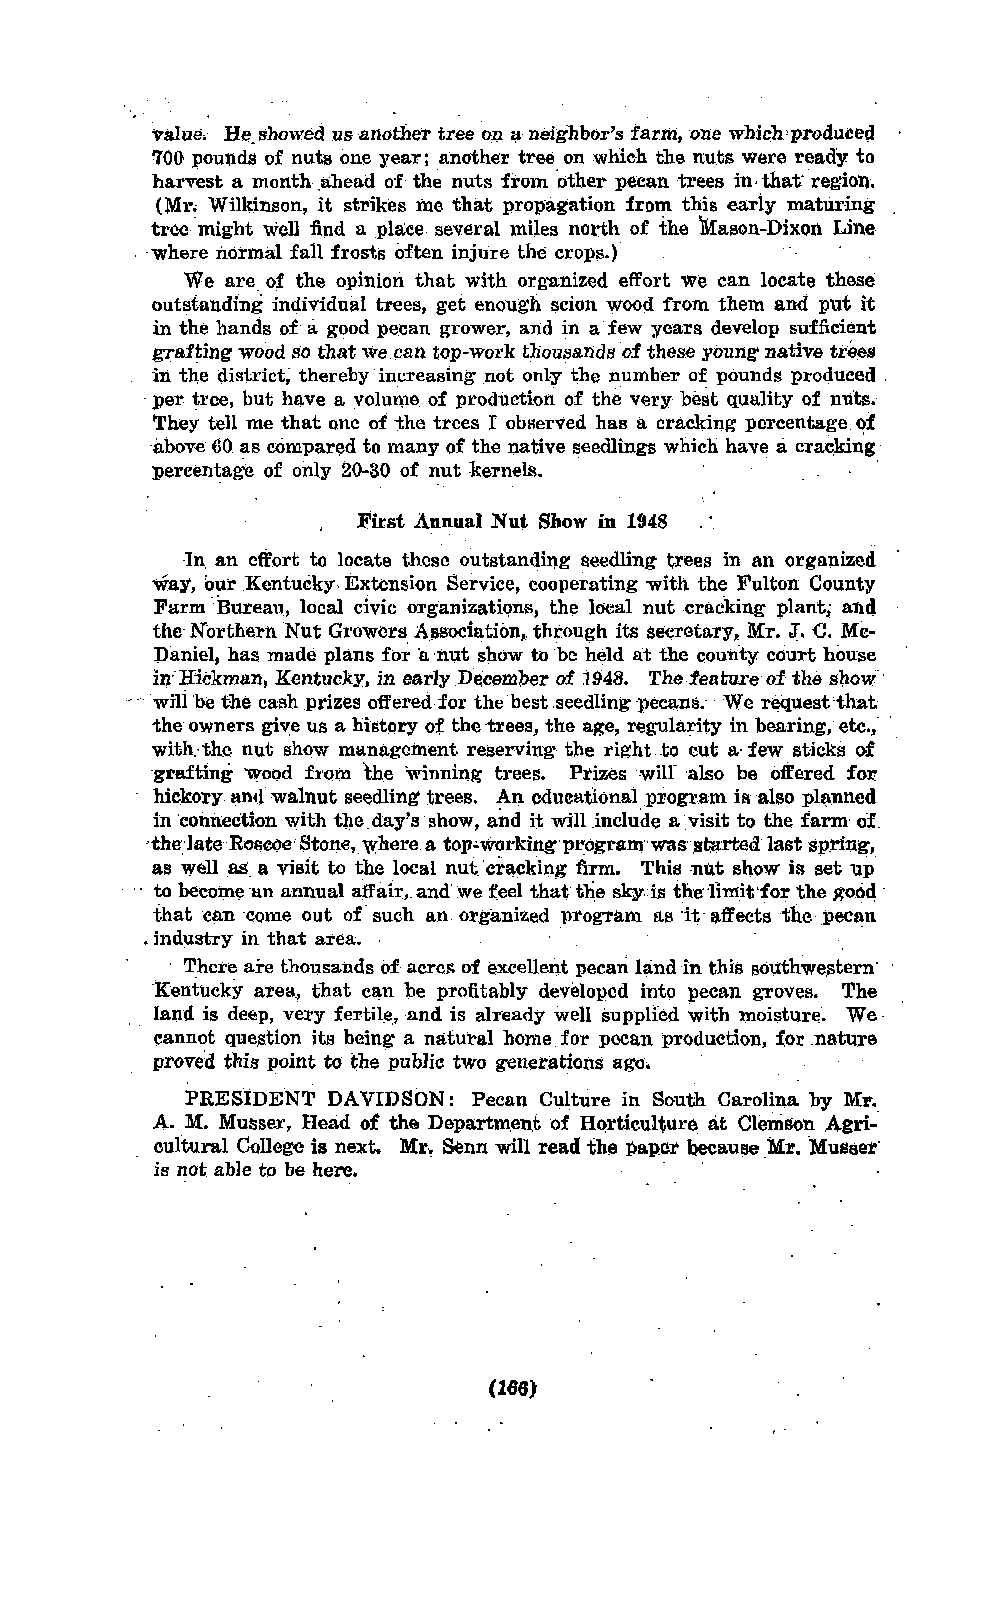 value. He showed us another tree on a neighbor's farm, one which produced
700 pounds of nuts one year; another tree on which the nuts were ready to
harvest a month ahead of the nuts from other pecan trees in that region.
(Mr. Wilkinson, it strikes me that propagation from this early maturing
tree might well find a place several miles north of the Mason-Dixon Line
where normal fall frosts often injure the crops.)
We are of the opinion that with organized effort we can locate these
outstanding individual trees, get enough scion wood from them and put it
in the hands of a good pecan grower, and in a few years develop sufficient
grafting wood so that we can top-work thousands of these young native trees
in the district, thereby increasing not only the number of pounds produced
per tree, but have a volume of production of the very best quality of nuts.
They tell me that one of the trees I observed has a cracking percentage of
above 60 as compared to many of the native seedlings which have a cracking
percentage of only 20-30 of nut kernels.
First Annual Nut Show in 1948
In an effort to locate these outstanding seedling trees in an organized
way, our Kentucky Extension Service, cooperating with the Fulton County
Farm Bureau, local civic organizations, the local nut cracking plant, and
the Northern Nut Growers Association, through its secretary, Mr. J. C. Mc-
Daniel, has made plans for a nut show to be held at the county court house
in Hickman, Kentucky, in early December of 1948. The feature of the show
will be the cash prizes offered for the best seedling pecans. We request that
the owners give us a history of the trees, the age, regularity in bearing, etc.,
with the nut show management reserving the right to cut a few sticks of
grafting wood from the winning trees. Prizes will also be offered for
hickory and walnut seedling trees. An educational program is also planned
in connection with the day's show, and it will include a visit to the farm of
the late Roscoe Stone, where a top-working program was started last spring,
as well as a visit to the local nut cracking firm. This nut show is set up
to become an annual affair, and we feel that the sky is the limit for the good
that can come out of such an organized program as it affects the pecan
industry in that area.
There are thousands of acres of excellent pecan land in this southwestern
Kentucky area, that can be profitably developed into pecan groves. The
land is deep, very fertile, and is already well supplied with moisture. We
cannot question its being a natural home for pecan production, for nature
proved this point to the public two generations ago.
PRESIDENT DAVIDSON: Pecan Culture in South Carolina by Mr.
A. M. Musser, Head of the Department of Horticulture at Clemson Agri-
cultural College is next. Mr. Senn will read the paper because Mr. Musser
is not able to be here.
(166)